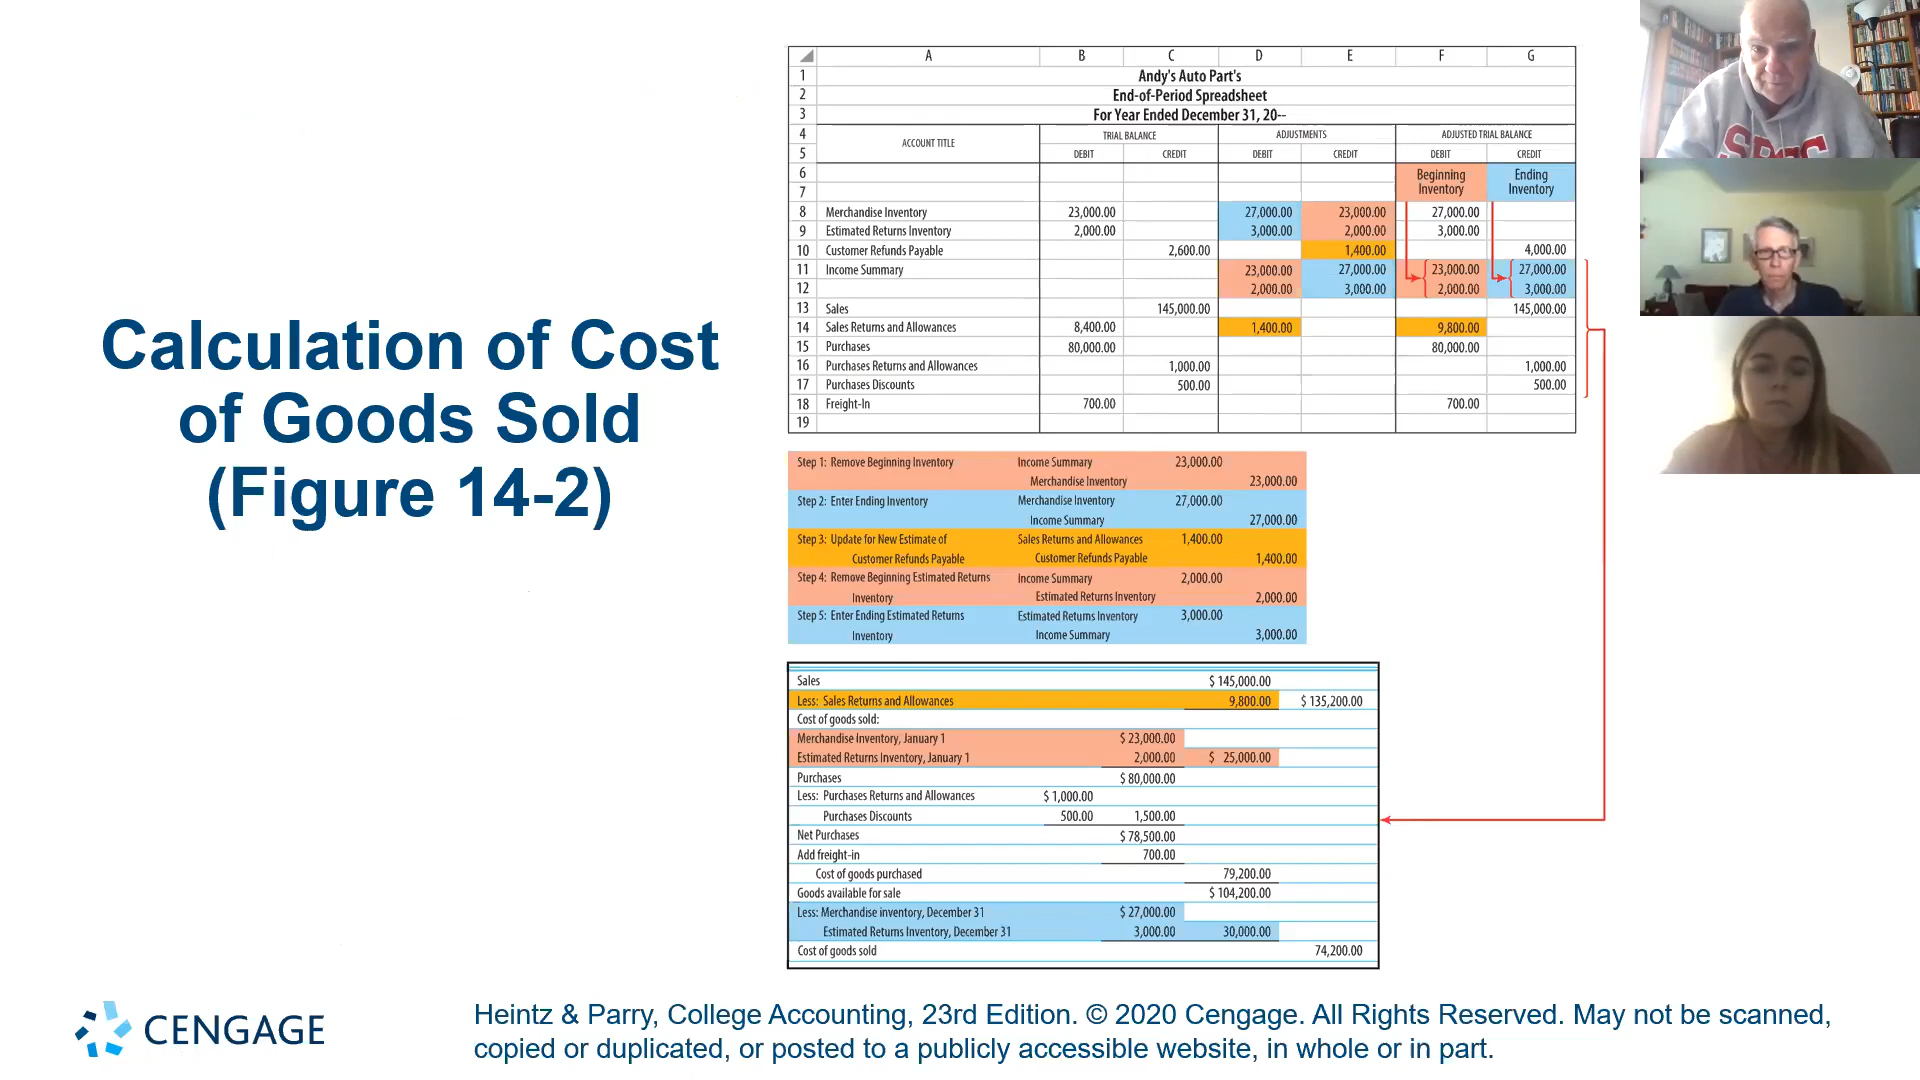 Calculation of Cost
of Goods Sold
(Figure 14-2)
A B C D E F G
1 Andy's Auto Part's
2 End-of-Period Spreadsheet
3 For Year Ended December 31, 20--
4 ACCOUNT TITLE TRIAL BALANCE ADJUSTMENTS ADJUSTED TRIAL BALANCE
5 DEBIT CREDIT DEBIT CREDIT DEBIT CREDIT
6 Beginning Ending
7 Inventory Inventory
8 Merchandise Inventory 23,000.00 27,000.00 23,000.00 27,000.00
9 Estimated Returns Inventory 2,000.00 3,000.00 2,000.00 3,000.00
10 Customer Refunds Payable 2,600.00 1,400.00 4,000.00
11 Income Summary 23,000.00 27,000.00 23,000.00 27,000.00
12 2,000.00 3,000.00 2,000.00 3,000.00
13 Sales 145,000.00 145,000.00
14 Sales Returns and Allowances 8,400.00 1,400.00 9,800.00
15 Purchases 80,000.00 80,000.00
16 Purchases Returns and Allowances 1,000.00 1,000.00
17 Purchases Discounts 500.00 500.00
18 Freight-In 700.00 700.00
19
Step 1: Remove Beginning Inventory Income Summary 23,000.00
Merchandise Inventory 23,000.00
Step 2: Enter Ending Inventory Merchandise Inventory 27,000.00
Income Summary 27,000.00
Step 3: Update for New Estimate of Sales Returns and Allowances 1,400.00
Customer Refunds Payable Customer Refunds Payable 1,400.00
Step 4: Remove Beginning Estimated Returns Income Summary 2,000.00
Inventory Estimated Returns Inventory 2,000.00
Step 5: Enter Ending Estimated Returns Estimated Returns Inventory 3,000.00
Inventory Income Summary 3,000.00
Sales $ 145,000.00
Less: Sales Returns and Allowances 9,800.00 $ 135,200.00
Cost of goods sold:
Merchandise Inventory, January 1 $ 23,000.00
Estimated Returns Inventory, January 1 2,000.00 $ 25,000.00
Purchases $ 80,000.00
Less: Purchases Returns and Allowances $ 1,000.00
Purchases Discounts 500.00 1,500.00
Net Purchases $ 78,500.00
Add freight-in 700.00
Cost of goods purchased 79,200.00
Goods available for sale $ 104,200.00
Less: Merchandise inventory, December 31 $ 27,000.00
Estimated Returns Inventory, December 31 3,000.00 30,000.00
Cost of goods sold 74,200.00
CENGAGE
Heintz & Parry, College Accounting, 23rd Edition. © 2020 Cengage. All Rights Reserved. May not be scanned,
copied or duplicated, or posted to a publicly accessible website, in whole or in part.